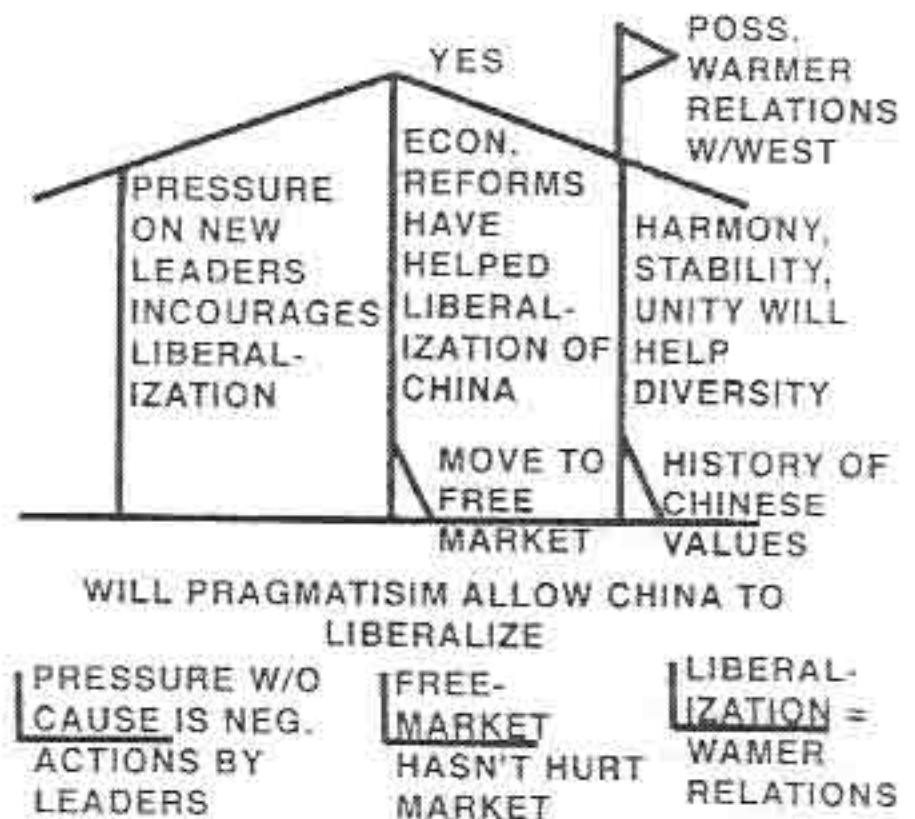 YES
POSS.
WARMER
RELATIONS
W/WEST
PRESSURE
ON NEW
LEADERS
INCOURAGES
LIBERAL-
IZATION
ECON.
REFORMS
HAVE
HELPED
LIBERAL-
IZATION OF
CHINA
HARMONY,
STABILITY,
UNITY WILL
HELP
DIVERSITY
MOVE TO
FREE
MARKET
HISTORY OF
CHINESE
VALUES
WILL PRAGMATISIM ALLOW CHINA TO
LIBERALIZE
PRESSURE W/O
CAUSE IS NEG.
ACTIONS BY
LEADERS
FREE-
MARKET
HASN'T HURT
MARKET
LIBERAL-
IZATION =
WAMER
RELATIONS